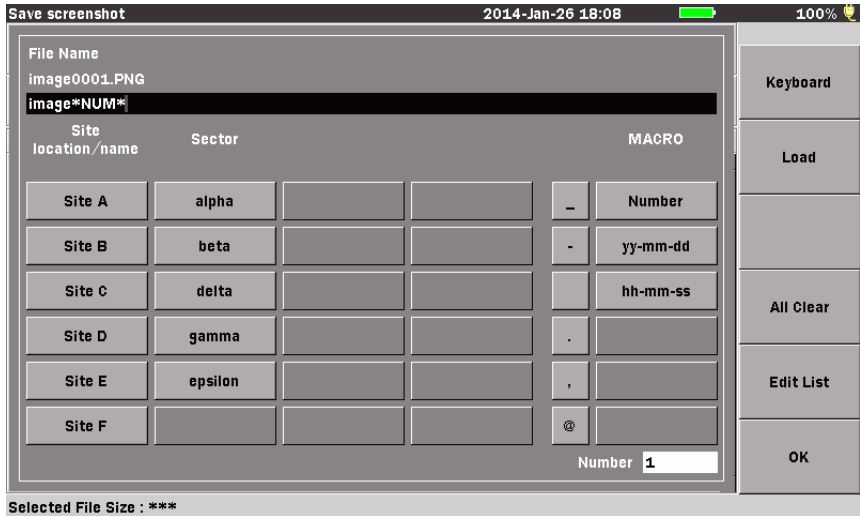 Save screenshot 2014-Jan-26 18:08 100%
File Name
image0001.PNG
image*NUM*
Site location/name Sector MACRO
Site A alpha _ Number
Site B beta - yy-mm-dd
Site C delta hh-mm-ss
Site D gamma .
Site E epsilon ,
Site F @
Number 1
Keyboard
Load
All Clear
Edit List
OK
Selected File Size : ***